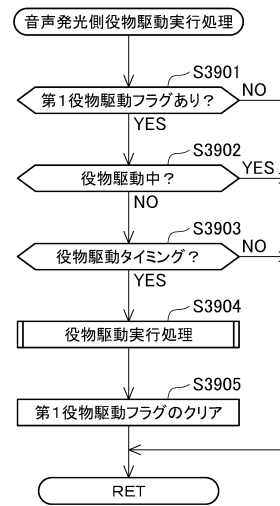 音声発光側役物駆動実行処理
S3901
第1役物駆動フラグあり?
NO
YES
S3902
役物駆動中?
YES
NO
S3903
役物駆動タイミング?
NO
YES
S3904
役物駆動実行処理
S3905
第1役物駆動フラグのクリア
RET